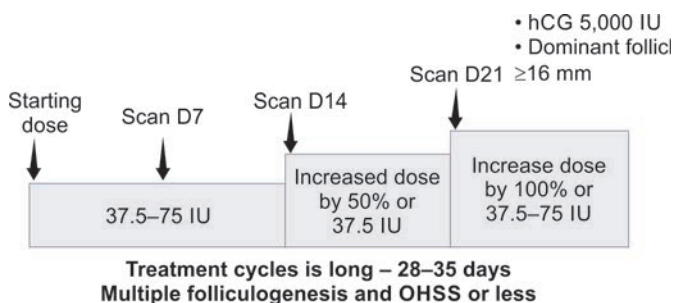 • hCG 5,000 IU
• Dominant
≥16 mm
Scan D21
Scan D14
Starting
dose
Scan D7
37.5–75 IU
Increased dose
by 50% or
37.5 IU
Increase dose
by 100% or
37.5–75 IU
Treatment cycles is long – 28–35 days
Multiple folliculogenesis and OHSS or less